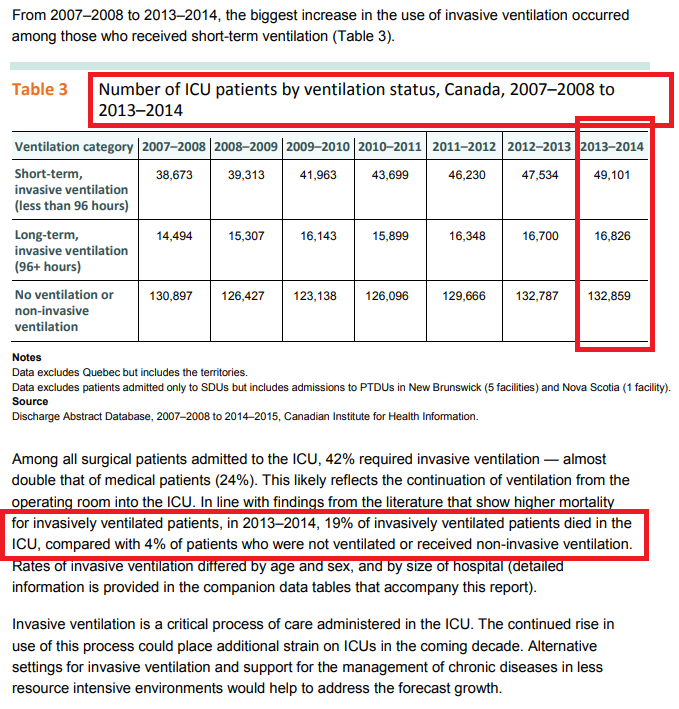 From 2007–2008 to 2013–2014, the biggest increase in the use of invasive ventilation occurred
among those who received short-term ventilation (Table 3).
Table 3 Number of ICU patients by ventilation status, Canada, 2007–2008 to
2013–2014
Ventilation category 2007–2008 2008–2009 2009–2010 2010–2011 2011–2012 2012–2013 2013–2014
Short-term, 38,673 39,313 41,963 43,699 46,230 47,534 49,101
invasive ventilation
(less than 96 hours)
Long-term, 14,494 15,307 16,143 15,899 16,348 16,700 16,826
invasive ventilation
(96+ hours)
No ventilation or 130,897 126,427 123,138 126,096 129,666 132,787 132,859
non-invasive
ventilation
Notes
Data excludes Quebec but includes the territories.
Data excludes patients admitted only to SDUs but includes admissions to PTDUs in New Brunswick (5 facilities) and Nova Scotia (1 facility).
Source
Discharge Abstract Database, 2007–2008 to 2014–2015, Canadian Institute for Health Information.
Among all surgical patients admitted to the ICU, 42% required invasive ventilation — almost
double that of medical patients (24%). This likely reflects the continuation of ventilation from the
operating room into the ICU. In line with findings from the literature that show higher mortality
for invasively ventilated patients, in 2013–2014, 19% of invasively ventilated patients died in the
ICU, compared with 4% of patients who were not ventilated or received non-invasive ventilation.
Rates of invasive ventilation differed by age and sex, and by size of hospital (detailed
information is provided in the companion data tables that accompany this report).
Invasive ventilation is a critical process of care administered in the ICU. The continued rise in
use of this process could place additional strain on ICUs in the coming decade. Alternative
settings for invasive ventilation and support for the management of chronic diseases in less
resource intensive environments would help to address the forecast growth.